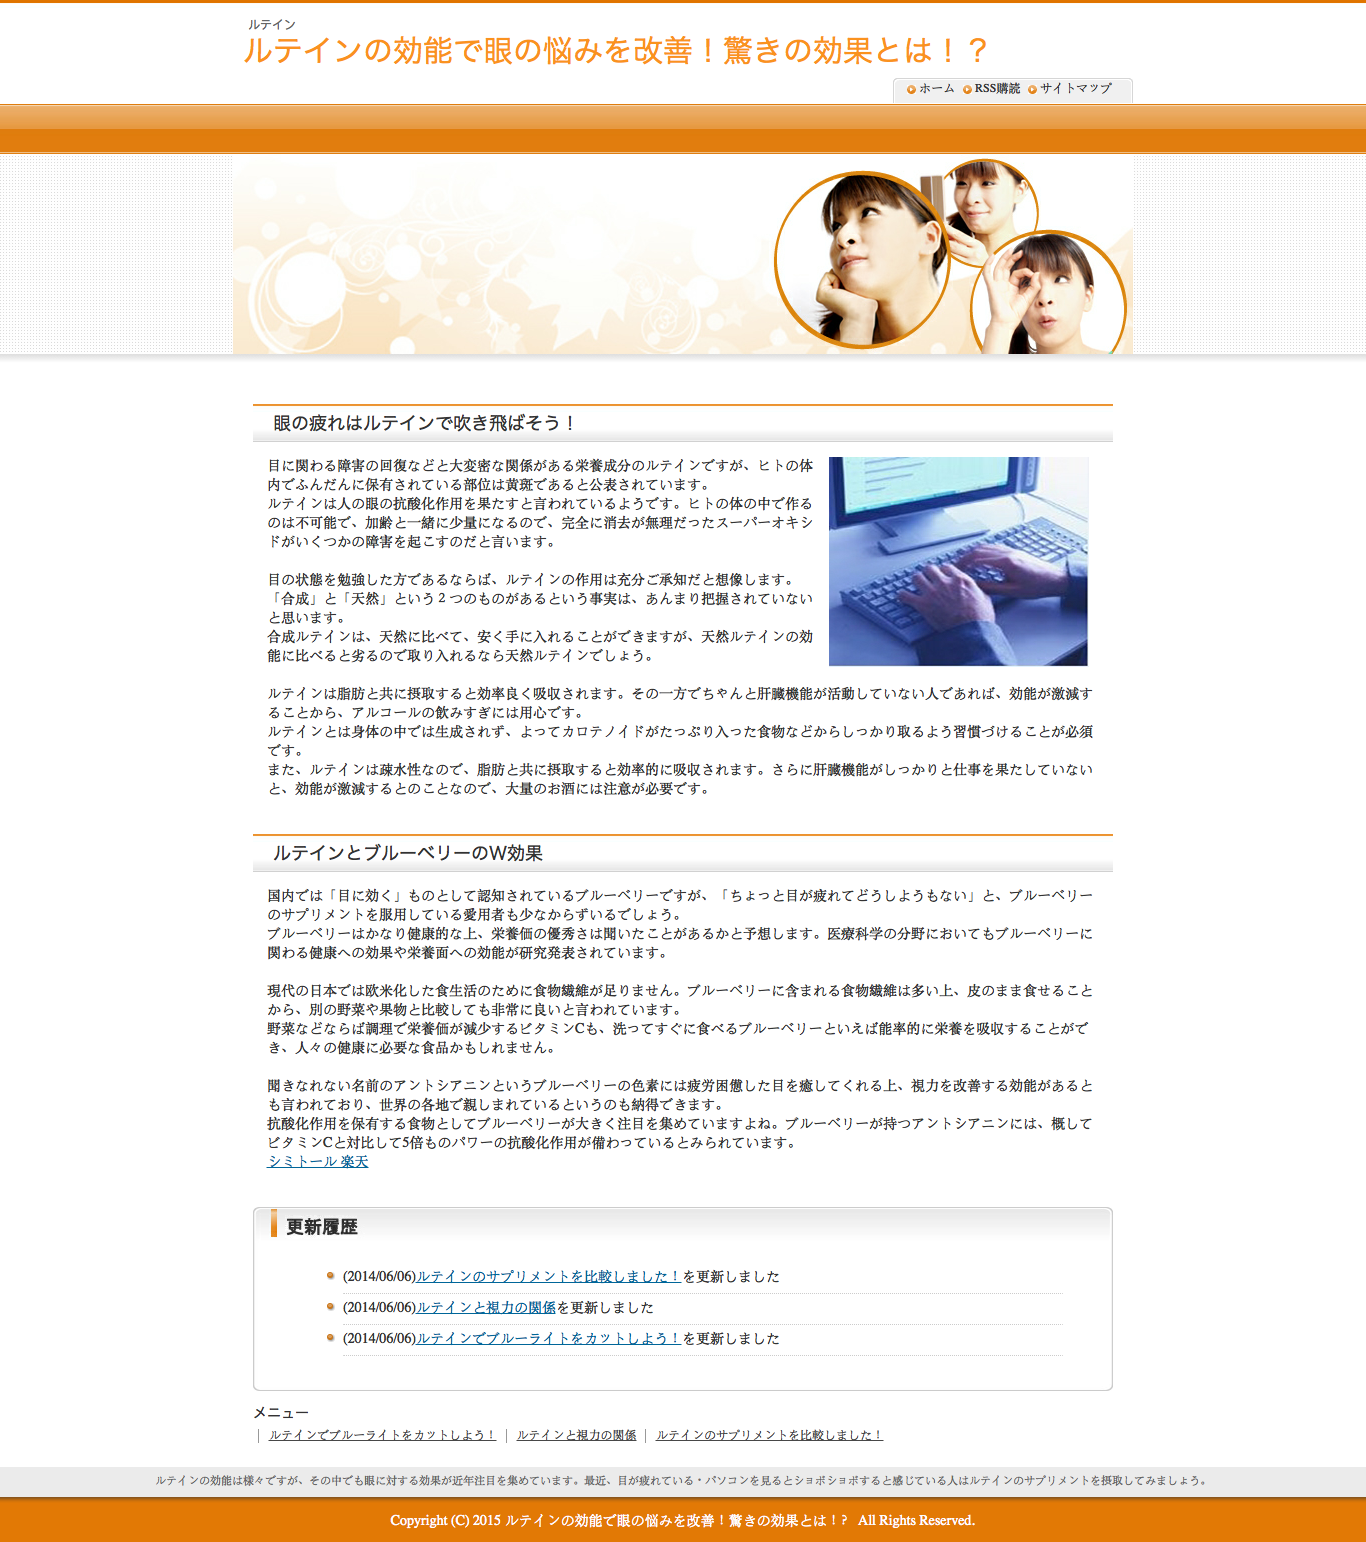 ルテイン
ルテインの効能で眼の悩みを改善！驚きの効果とは！？
ホーム RSS購読 サイトマップ
眼の疲れはルテインで吹き飛ばそう！
目に関わる障害の回復などと大変密な関係がある栄養成分のルテインですが、ヒトの体
内でふんだんに保有されている部位は黄斑であると公表されています。
ルテインは人の眼の抗酸化作用を果たすと言われているようです。ヒトの体の中で作る
のは不可能で、加齢と一緒に少量になるので、完全に消去が無理だったスーパーオキシ
ドがいくつかの障害を起こすのだと言います。
目の状態を勉強した方であるならば、ルテインの作用は充分ご承知だと想像します。
「合成」と「天然」という２つのものがあるという事実は、あんまり把握されていない
と思います。
合成ルテインは、天然に比べて、安く手に入れることができますが、天然ルテインの効
能に比べると劣るので取り入れるなら天然ルテインでしょう。
ルテインは脂肪と共に摂取すると効率良く吸収されます。その一方でちゃんと肝臓機能が活動していない人であれば、効能が激減す
ることから、アルコールの飲みすぎには用心です。
ルテインとは身体の中では生成されず、よってカロテノイドがたっぷり入った食物などからしっかり取るよう習慣づけることが必須
です。
また、ルテインは疎水性なので、脂肪と共に摂取すると効率的に吸収されます。さらに肝臓機能がしっかりと仕事を果たしていない
と、効能が激減するとのことなので、大量のお酒には注意が必要です。
ルテインとブルーベリーのW効果
国内では「目に効く」ものとして認知されているブルーベリーですが、「ちょっと目が疲れてどうしようもない」と、ブルーベリー
のサプリメントを服用している愛用者も少なからずいるでしょう。
ブルーベリーはかなり健康的な上、栄養価の優秀さは聞いたことがあるかと予想します。医療科学の分野においてもブルーベリーに
関わる健康への効果や栄養面への効能が研究発表されています。
現代の日本では欧米化した食生活のために食物繊維が足りません。ブルーベリーに含まれる食物繊維は多い上、皮のまま食せること
から、別の野菜や果物と比較しても非常に良いと言われています。
野菜などならば調理で栄養価が減少するビタミンCも、洗ってすぐに食べるブルーベリーといえば能率的に栄養を吸収することがで
き、人々の健康に必要な食品かもしれません。
聞きなれない名前のアントシアニンというブルーベリーの色素には疲労困憊した目を癒してくれる上、視力を改善する効能があると
も言われており、世界の各地で親しまれているというのも納得できます。
抗酸化作用を保有する食物としてブルーベリーが大きく注目を集めていますよね。ブルーベリーが持つアントシアニンには、概して
ビタミンCと対比して5倍ものパワーの抗酸化作用が備わっているとみられています。
シミトール 楽天
更新履歴
(2014/06/06)ルテインのサプリメントを比較しました！を更新しました
(2014/06/06)ルテインと視力の関係を更新しました
(2014/06/06)ルテインでブルーライトをカットしよう！を更新しました
メニュー
｜ ルテインでブルーライトをカットしよう！ ｜ ルテインと視力の関係 ｜ ルテインのサプリメントを比較しました！
ルテインの効能は様々ですが、その中でも眼に対する効果が近年注目を集めています。最近、目が疲れている・パソコンを見るとショボショボすると感じている人はルテインのサプリメントを摂取してみましょう。
Copyright (C) 2015 ルテインの効能で眼の悩みを改善！驚きの効果とは！? All Rights Reserved.